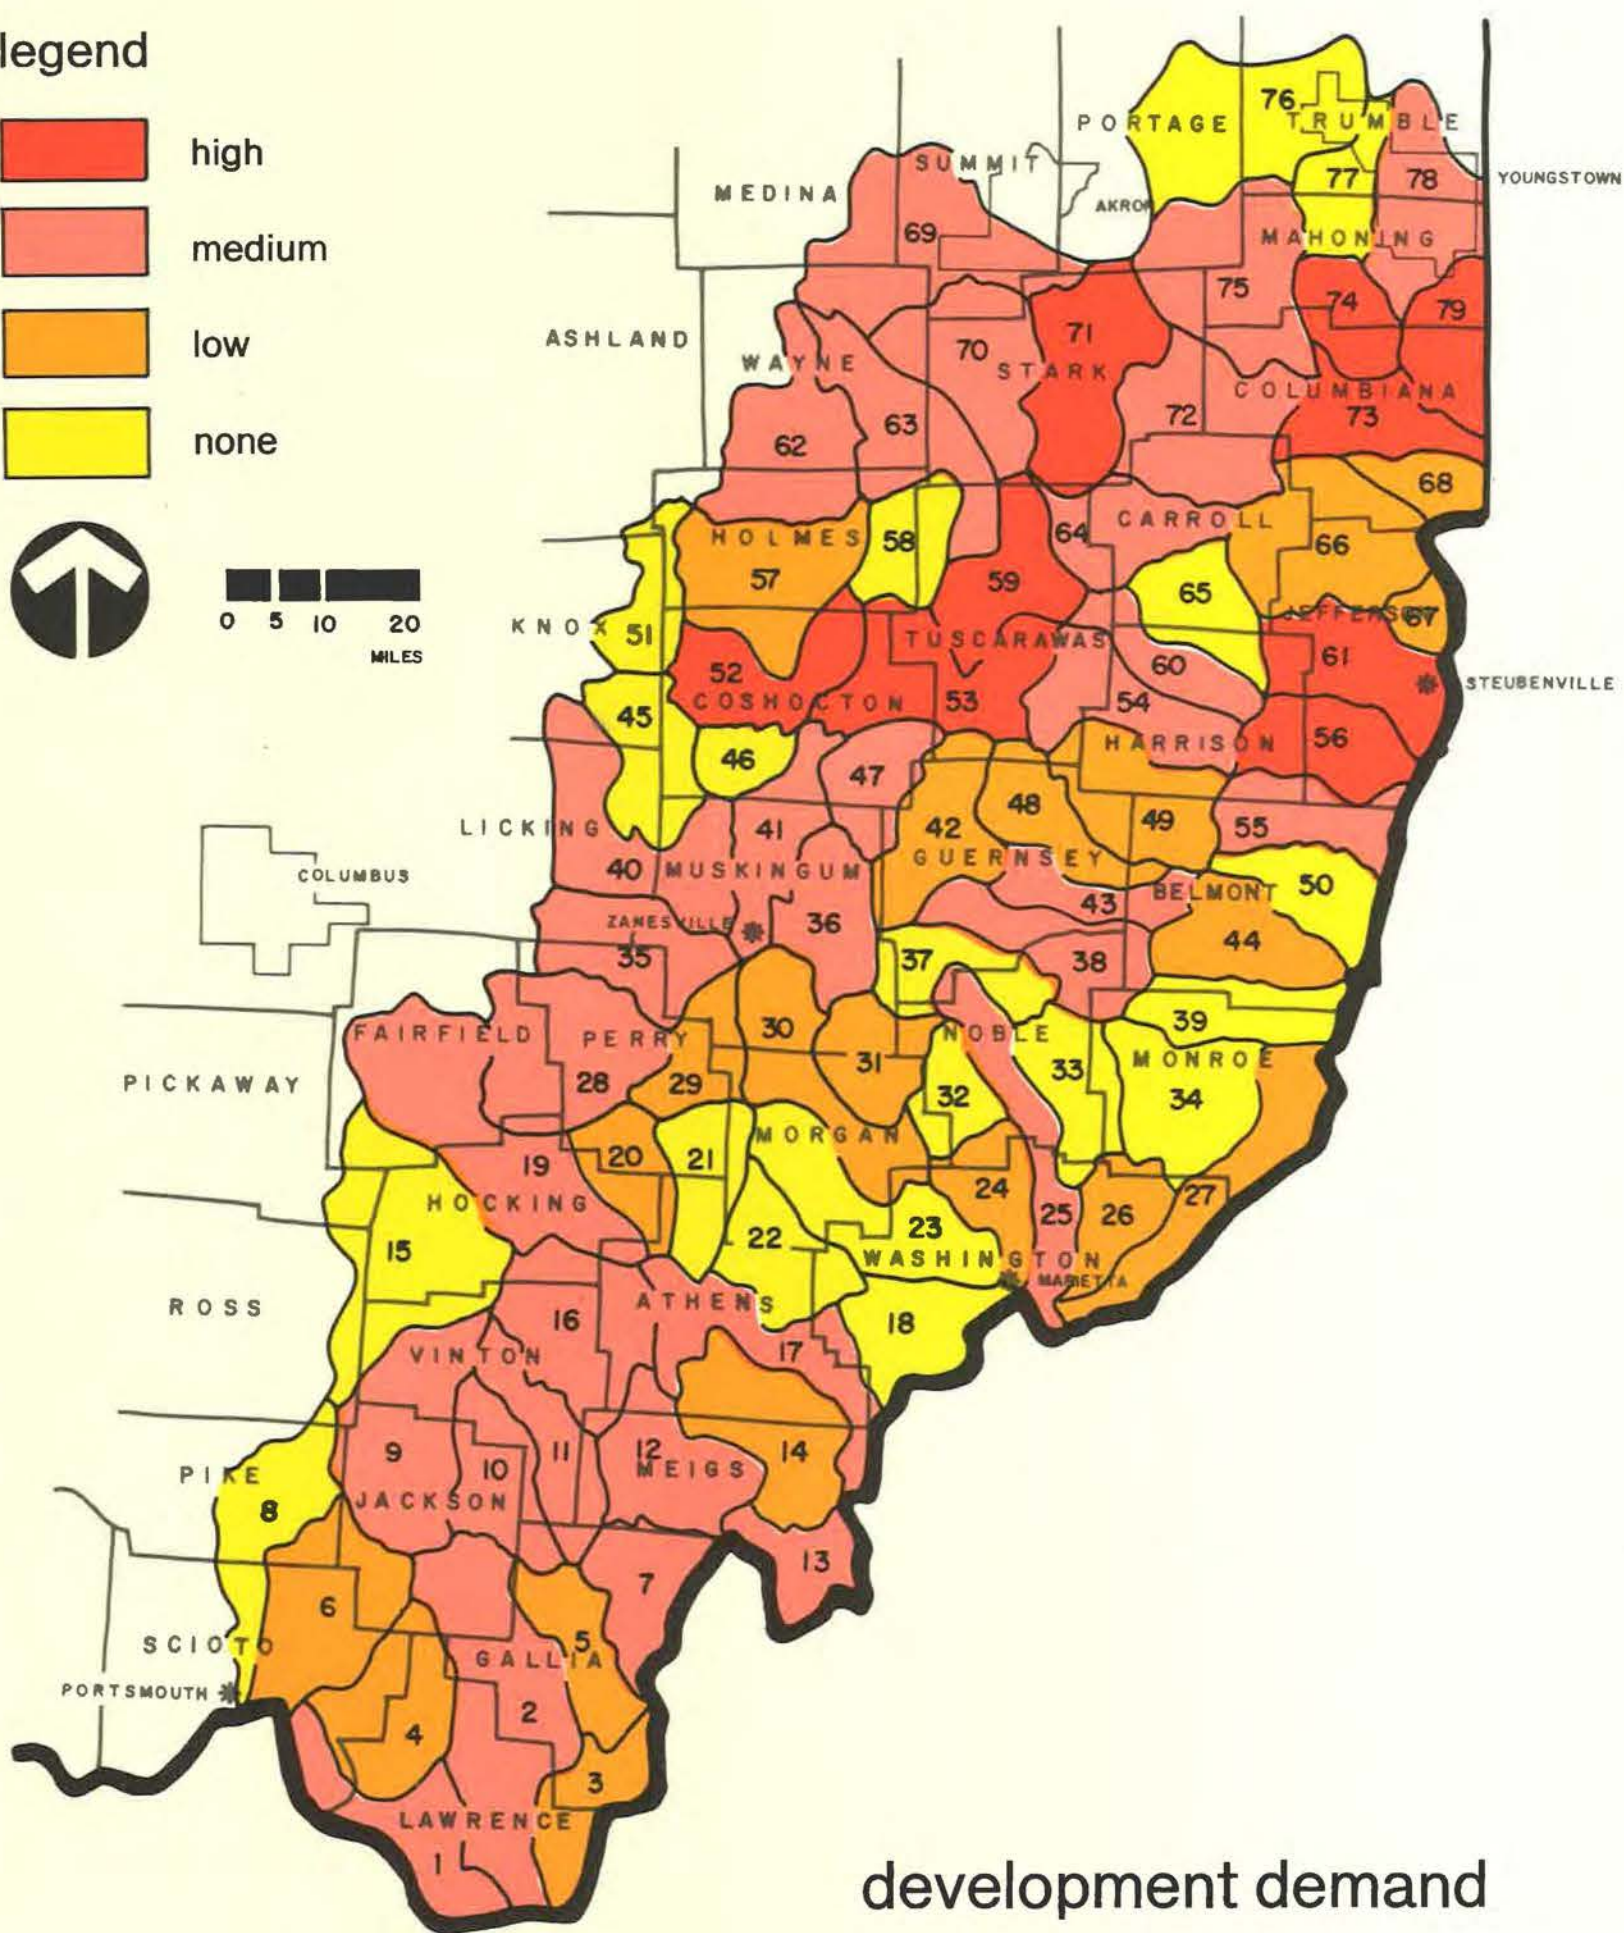 legend
high
medium
low
none
0 5 10 20
MILES
76
PORTAGE
TRUMBLE
SUMMIT
77
78
YOUNGSTOWN
MEDINA
AKRON
69
MAHONING
75
74
79
71
ASHLAND
70
WAYNE
STARK
COLUMBIANA
72
73
63
62
68
CARROLL
64
HOLMES
58
66
57
59
65
JEFFERSON
67
KNOX
51
TUSCARAWAS
61
60
52
STEUBENVILLE
COSHOCTON
53
54
45
HARRISON
56
46
47
48
49
LICKING
41
42
55
GUERNSEY
40
MUSKINGUM
COLUMBUS
50
BELMONT
43
ZANESVILLE
36
44
35
37
38
39
30
FAIRFIELD
PERRY
NOBLE
MONROE
31
33
PICKAWAY
28
29
32
34
MORGAN
20
21
19
24
27
HOCKING
25
26
23
22
15
WASHINGTON
MARIETTA
ROSS
ATHENS
16
18
VINTON
17
9
11
12
14
10
MEIGS
PIKE
JACKSON
8
13
7
6
SCIOTO
5
GALLIA
PORTSMOUTH
2
4
3
LAWRENCE
1
development demand